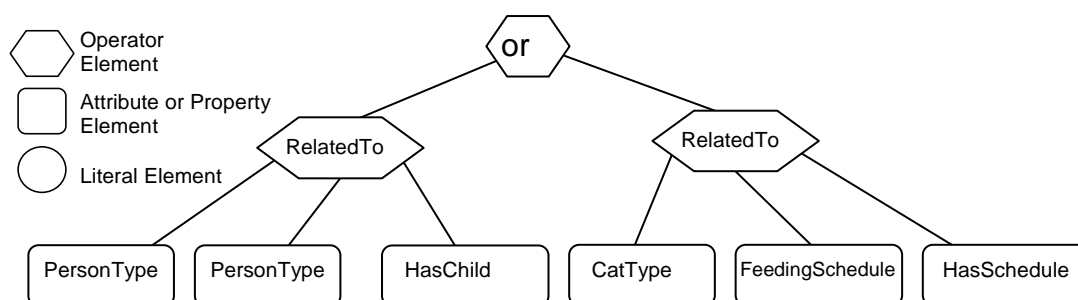 Operator
Element
Attribute or Property
Element
Literal Element
or
RelatedTo
RelatedTo
PersonType
PersonType
HasChild
CatType
FeedingSchedule
HasSchedule